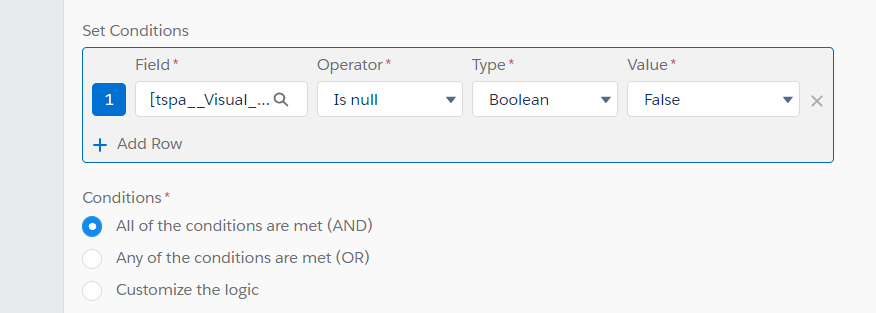 Set Conditions
Field* Operator* Type* Value*
1 [tspa__Visual_... Is null Boolean False
+ Add Row
Conditions*
All of the conditions are met (AND)
Any of the conditions are met (OR)
Customize the logic